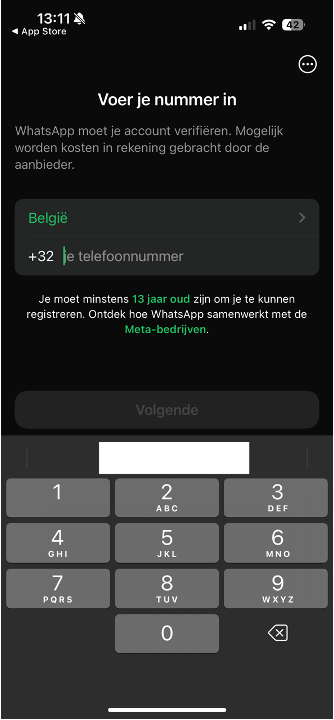 13:11
42
App Store
Voer je nummer in
WhatsApp moet je account verifiëren. Mogelijk
worden kosten in rekening gebracht door de
aanbieder.
België
+32 je telefoonnummer
Je moet minstens 13 jaar oud zijn om je te kunnen
registreren. Ontdek hoe WhatsApp samenwerkt met de
Meta-bedrijven.
Volgende
1 2 3
ABC DEF
4 5 6
GHI JKL MNO
7 8 9
PQRS TUV WXYZ
0